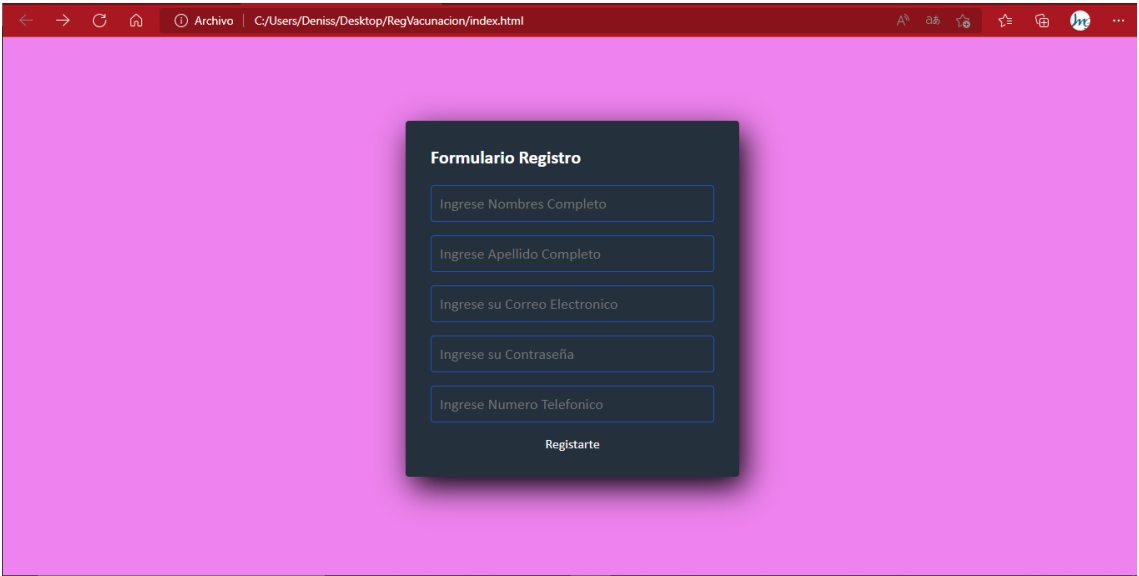 Archivo C:/Users/Deniss/Desktop/RegVacunacion/index.html
Formulario Registro
Ingrese Nombres Completo
Ingrese Apellido Completo
Ingrese su Correo Electronico
Ingrese su Contraseña
Ingrese Numero Telefonico
Registarte